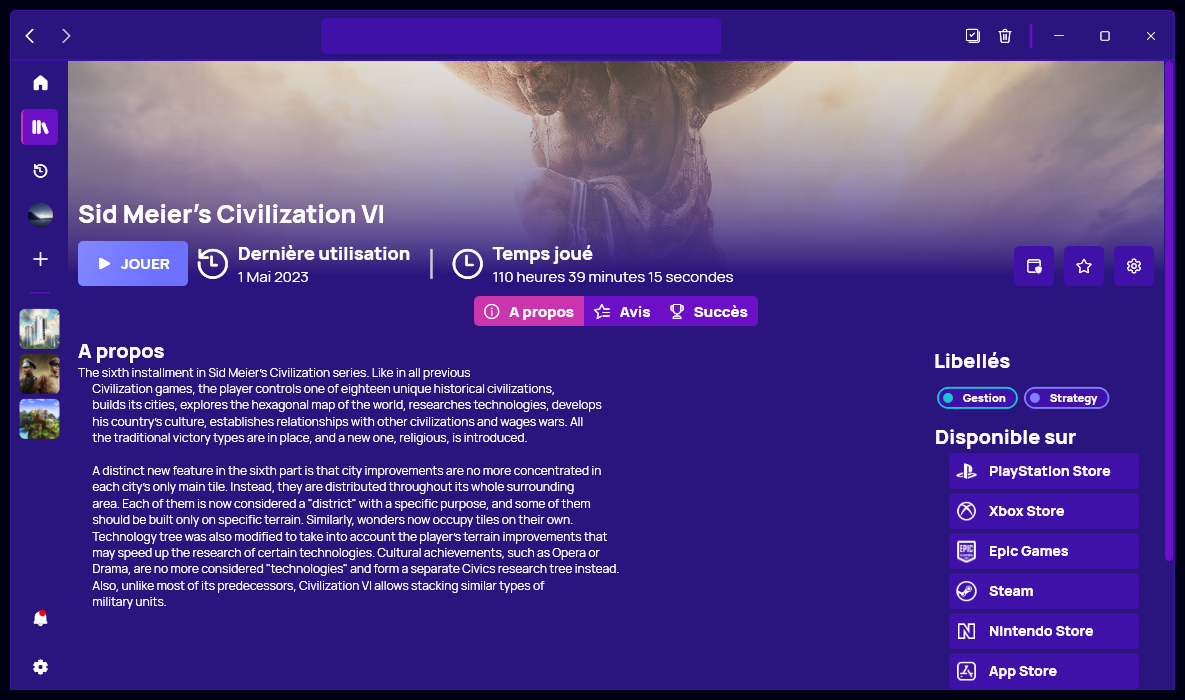 Sid Meier's Civilization VI
JOUER
Dernière utilisation
1 Mai 2023
Temps joué
110 heures 39 minutes 15 secondes
A propos
Avis
Succès
A propos
The sixth installment in Sid Meier's Civilization series. Like in all previous
Civilization games, the player controls one of eighteen unique historical civilizations,
builds its cities, explores the hexagonal map of the world, researches technologies, develops
his country's culture, establishes relationships with other civilizations and wages wars. All
the traditional victory types are in place, and a new one, religious, is introduced.
A distinct new feature in the sixth part is that city improvements are no more concentrated in
each city's only main tile. Instead, they are distributed throughout its whole surrounding
area. Each of them is now considered a "district" with a specific purpose, and some of them
should be built only on specific terrain. Similarly, wonders now occupy tiles on their own.
Technology tree was also modified to take into account the player's terrain improvements that
may speed up the research of certain technologies. Cultural achievements, such as Opera or
Drama, are no more considered "technologies" and form a separate Civics research tree instead.
Also, unlike most of its predecessors, Civilization VI allows stacking similar types of
military units.
Libellés
Gestion
Strategy
Disponible sur
PlayStation Store
Xbox Store
EPIC
Epic Games
Steam
Nintendo Store
App Store